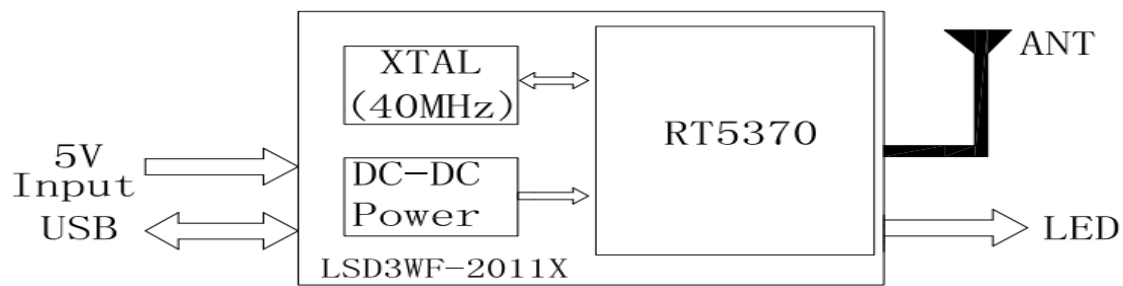 XTAL
(40MHz)
RT5370
ANT
5V
Input
USB
DC-DC
Power
LED
LSD3WF-2011X